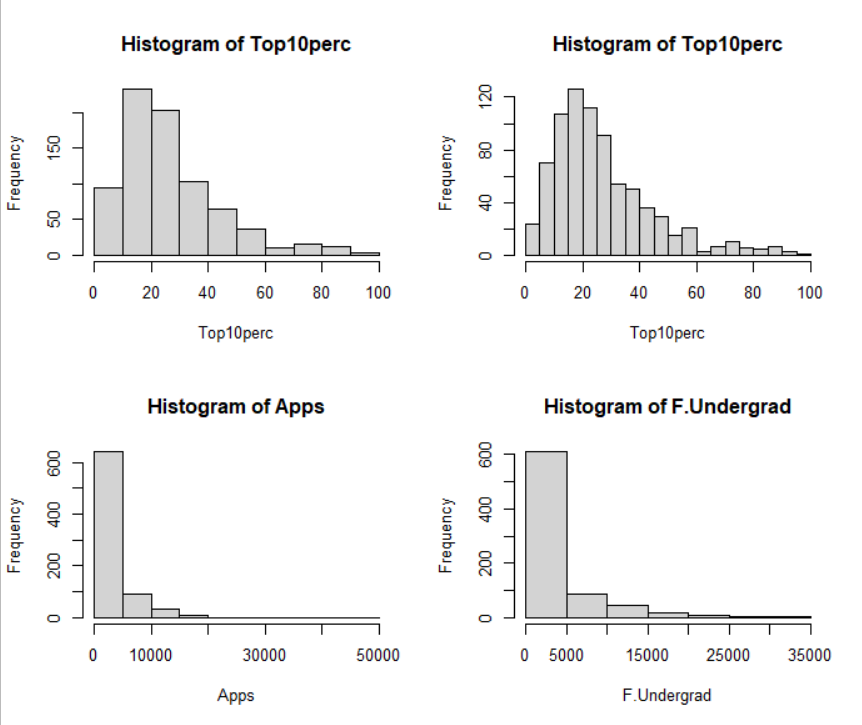 Histogram of Top10perc
Frequency
50
150
0
0 20 40 60 80 100
Top10perc
Histogram of Top10perc
Frequency
0
40
80
120
0 20 40 60 80 100
Top10perc
Histogram of Apps
Frequency
0
200
400
600
0 10000 30000 50000
Apps
Histogram of F.Undergrad
Frequency
0
200
400
600
0 5000 15000 25000 35000
F.Undergrad